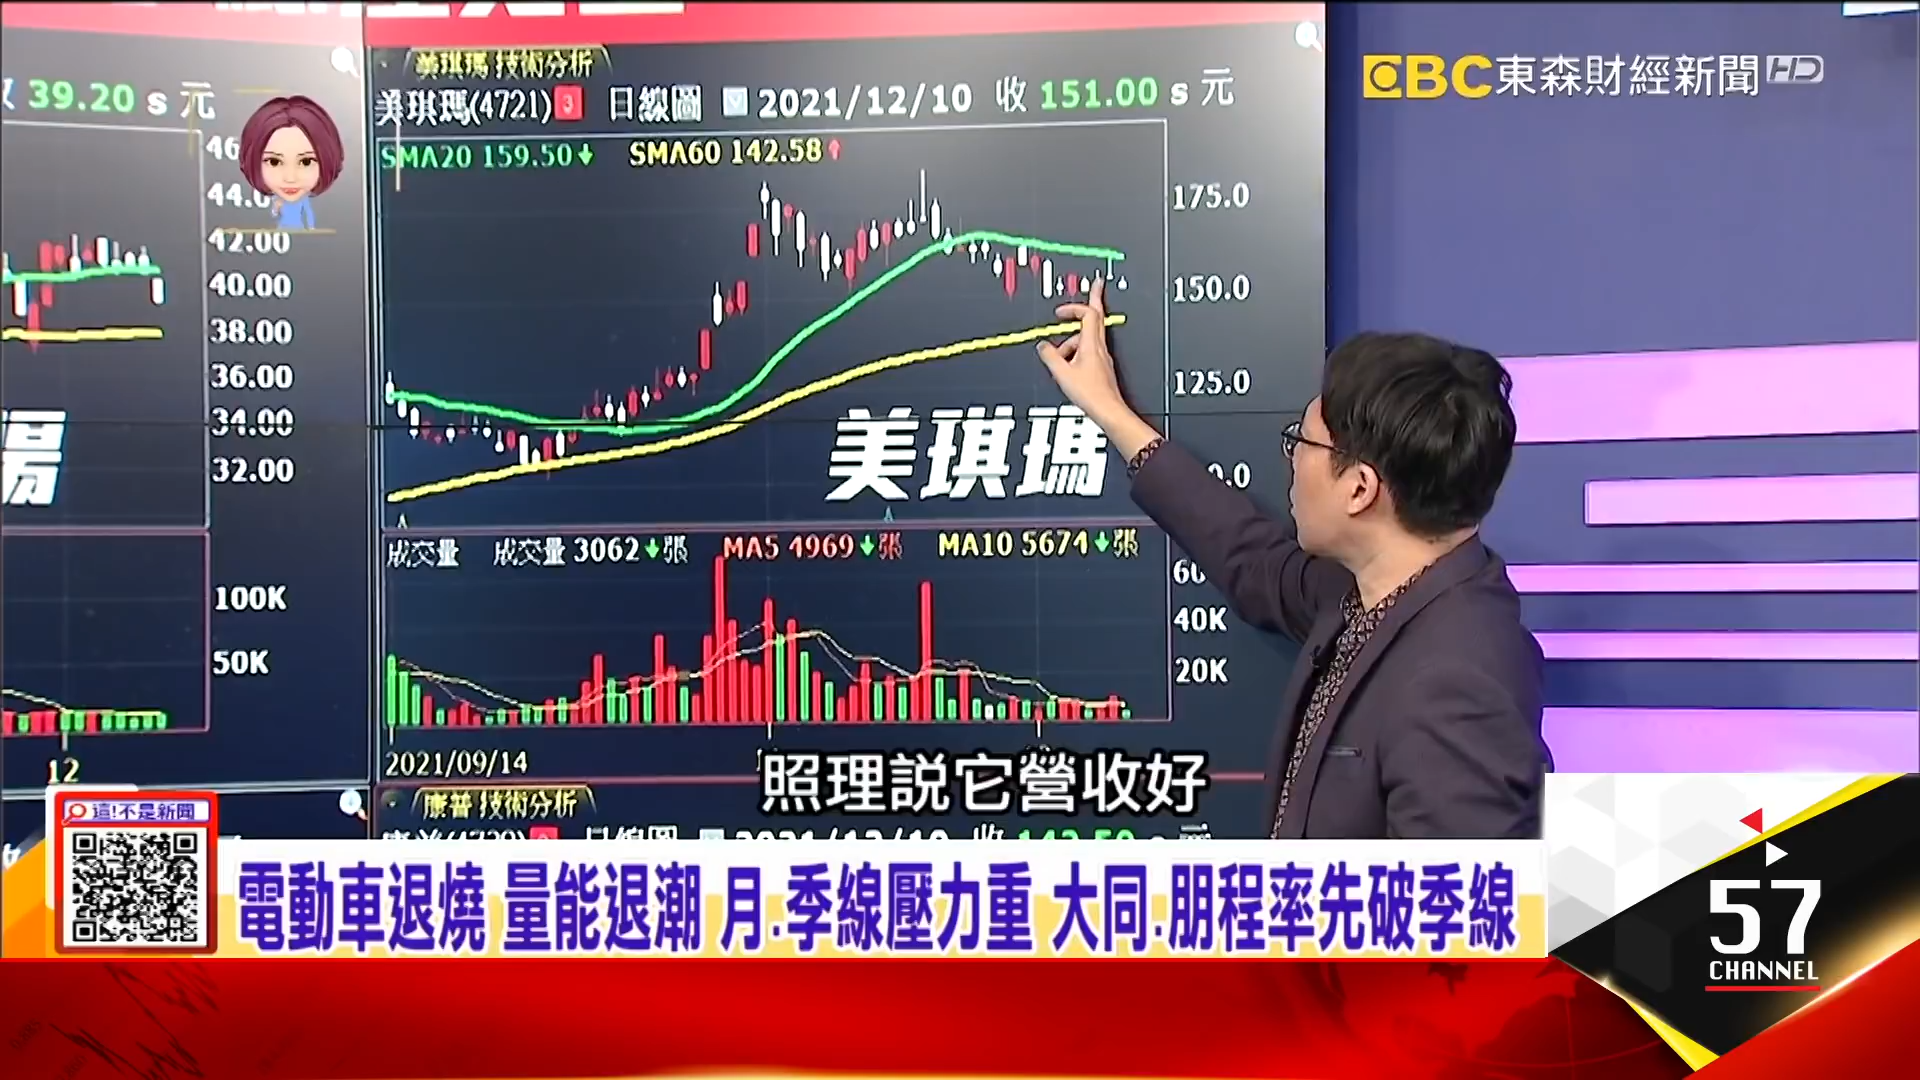 39.20 s 元
46
44.0
42.00
40.00
38.00
36.00
34.00
32.00
100K
50K
12
美琪瑪 技術分析
美琪瑪(4721) 3 日線圖 2021/12/10 收 151.00 s 元
SMA20 159.50↓ SMA60 142.58↑
175.0
150.0
125.0
美琪瑪
成交量 成交量 3062↓張 MA5 4969↓張 MA10 5674↓張
60
40K
20K
2021/09/14
康普 技術分析
EBC東森財經新聞HD
照理說它營收好
這!不是新聞
電動車退燒 量能退潮 月.季線壓力重 大同.朋程率先破季線
57
CHANNEL